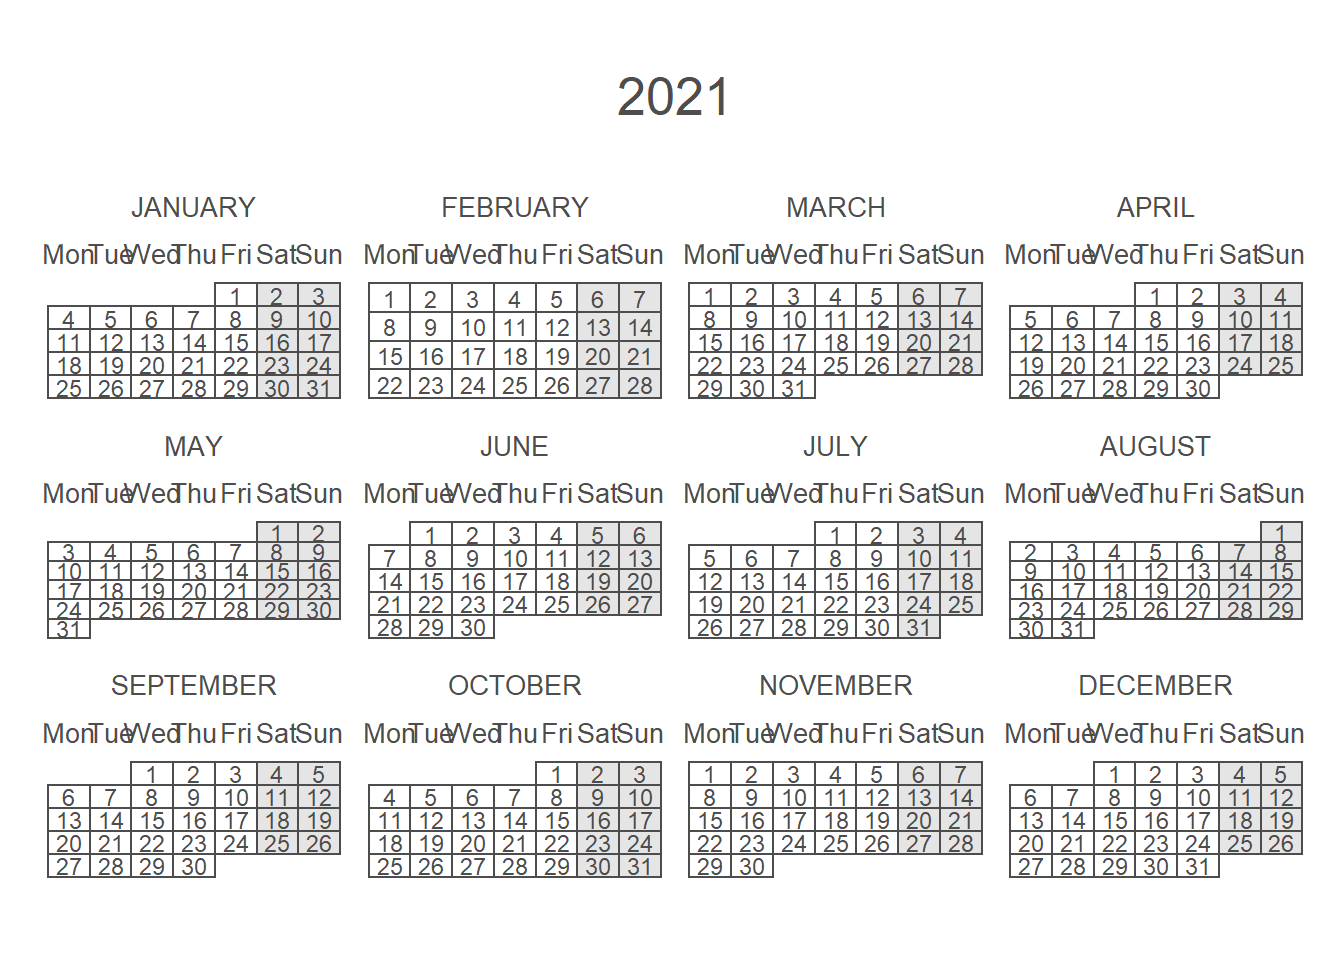 2021
JANUARY FEBRUARY MARCH APRIL
Mon Tue Wed Thu Fri Sat Sun Mon Tue Wed Thu Fri Sat Sun Mon Tue Wed Thu Fri Sat Sun Mon Tue Wed Thu Fri Sat Sun
1 2 3 1 2 3 4 5 6 7 1 2 3 4 5 6 7 1 2 3 4
4 5 6 7 8 9 10 8 9 10 11 12 13 14 8 9 10 11 12 13 14 5 6 7 8 9 10 11
11 12 13 14 15 16 17 15 16 17 18 19 20 21 15 16 17 18 19 20 21 12 13 14 15 16 17 18
18 19 20 21 22 23 24 22 23 24 25 26 27 28 22 23 24 25 26 27 28 19 20 21 22 23 24 25
25 26 27 28 29 30 31 29 30 31 26 27 28 29 30
MAY JUNE JULY AUGUST
Mon Tue Wed Thu Fri Sat Sun Mon Tue Wed Thu Fri Sat Sun Mon Tue Wed Thu Fri Sat Sun Mon Tue Wed Thu Fri Sat Sun
1 2 1 2 3 4 5 6 1 2 3 4 1
3 4 5 6 7 8 9 7 8 9 10 11 12 13 5 6 7 8 9 10 11 2 3 4 5 6 7 8
10 11 12 13 14 15 16 14 15 16 17 18 19 20 12 13 14 15 16 17 18 9 10 11 12 13 14 15
17 18 19 20 21 22 23 21 22 23 24 25 26 27 19 20 21 22 23 24 25 16 17 18 19 20 21 22
24 25 26 27 28 29 30 28 29 30 26 27 28 29 30 31 23 24 25 26 27 28 29
31 30 31
SEPTEMBER OCTOBER NOVEMBER DECEMBER
Mon Tue Wed Thu Fri Sat Sun Mon Tue Wed Thu Fri Sat Sun Mon Tue Wed Thu Fri Sat Sun Mon Tue Wed Thu Fri Sat Sun
1 2 3 4 5 1 2 3 1 2 3 4 5 6 7 1 2 3 4 5
6 7 8 9 10 11 12 4 5 6 7 8 9 10 8 9 10 11 12 13 14 6 7 8 9 10 11 12
13 14 15 16 17 18 19 11 12 13 14 15 16 17 15 16 17 18 19 20 21 13 14 15 16 17 18 19
20 21 22 23 24 25 26 18 19 20 21 22 23 24 22 23 24 25 26 27 28 20 21 22 23 24 25 26
27 28 29 30 25 26 27 28 29 30 31 29 30 27 28 29 30 31